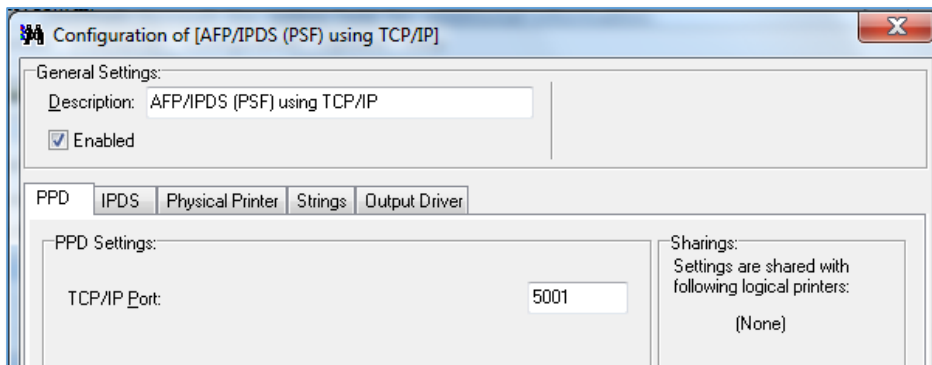 Configuration of [AFP/IPDS (PSF) using TCP/IP]
General Settings:
Description: AFP/IPDS (PSF) using TCP/IP
Enabled
PPD IPDS Physical Printer Strings Output Driver
PPD Settings:
TCP/IP Port: 5001
Sharings:
Settings are shared with
following logical printers:
(None)